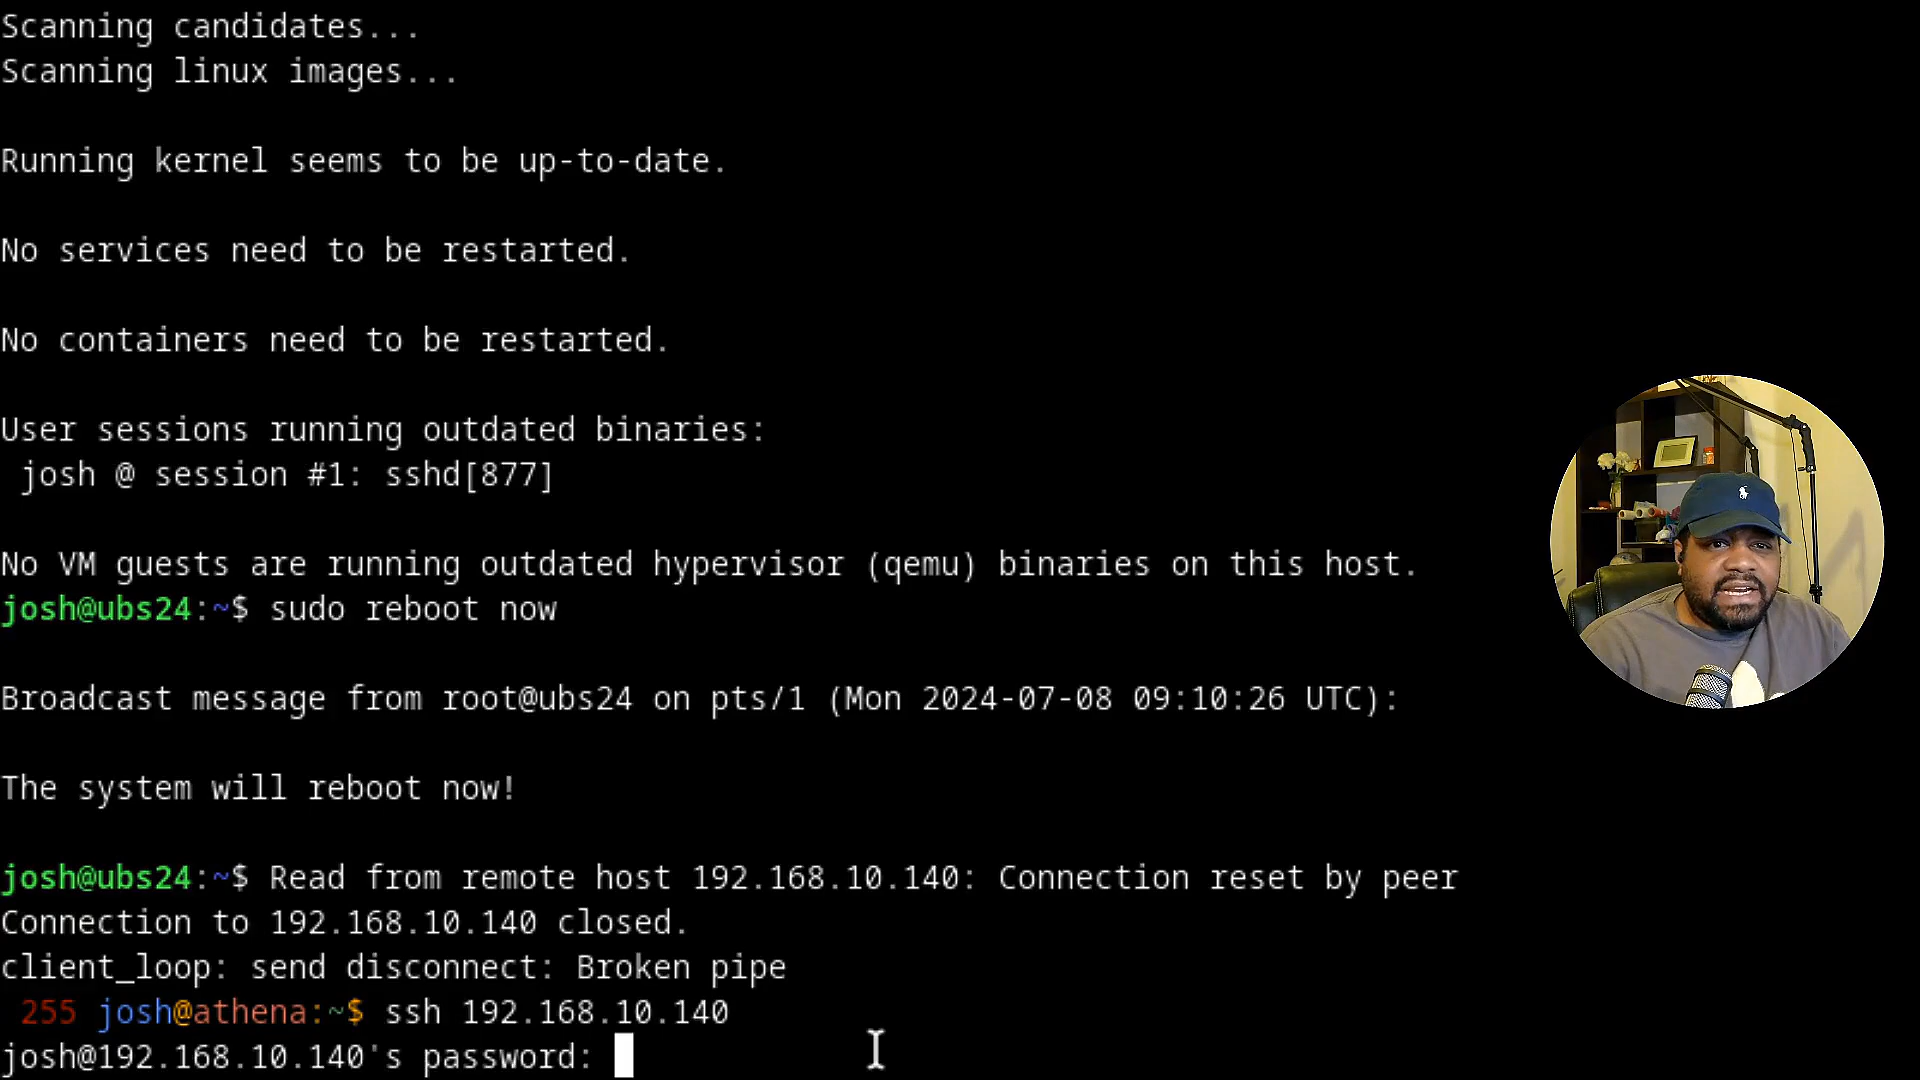 Scanning candidates...
Scanning linux images...
Running kernel seems to be up-to-date.
No services need to be restarted.
No containers need to be restarted.
User sessions running outdated binaries:
 josh @ session #1: sshd[877]
No VM guests are running outdated hypervisor (qemu) binaries on this host.
josh@ubs24:~$ sudo reboot now
Broadcast message from root@ubs24 on pts/1 (Mon 2024-07-08 09:10:26 UTC):
The system will reboot now!
josh@ubs24:~$ Read from remote host 192.168.10.140: Connection reset by peer
Connection to 192.168.10.140 closed.
client_loop: send disconnect: Broken pipe
 255 josh@athena:~$ ssh 192.168.10.140
josh@192.168.10.140's password: